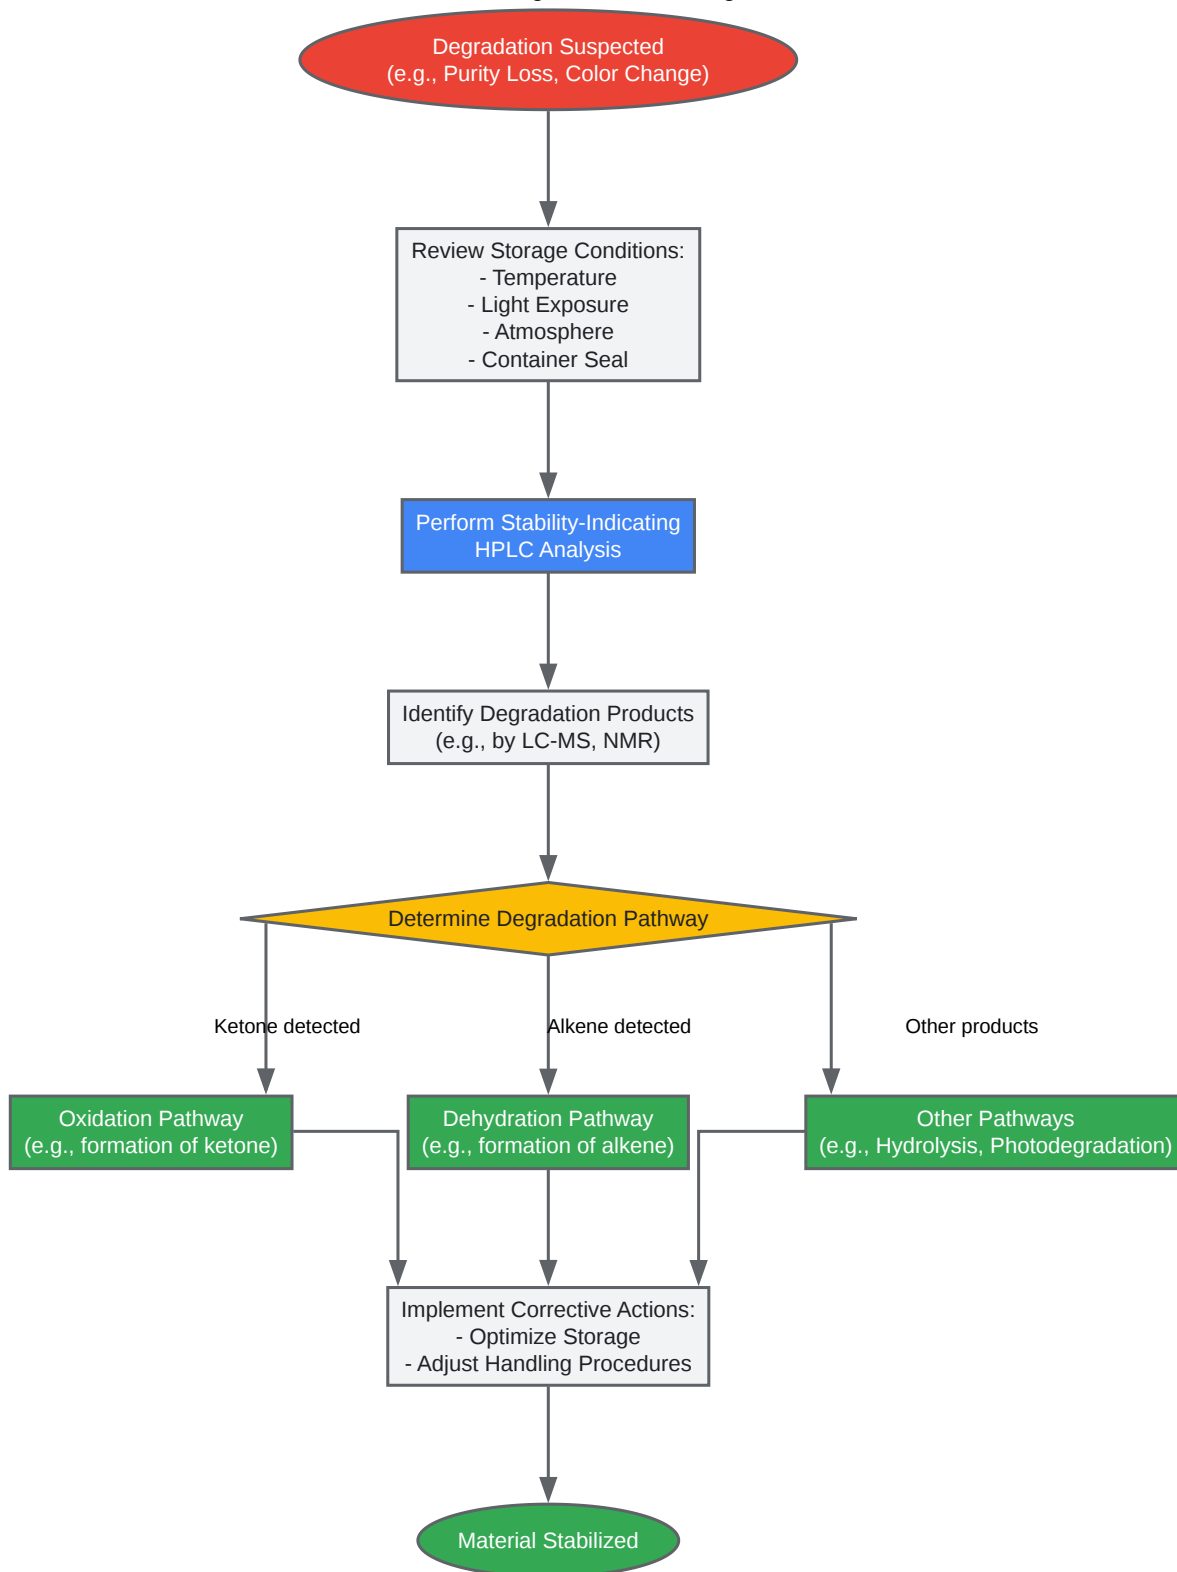 Degradation Suspected
(e.g., Purity Loss, Color Change)
Review Storage Conditions:
- Temperature
- Light Exposure
- Atmosphere
- Container Seal
Perform Stability-Indicating
HPLC Analysis
Identify Degradation Products
(e.g., by LC-MS, NMR)
Determine Degradation Pathway
Ketone detected
Alkene detected
Other products
Oxidation Pathway
(e.g., formation of ketone)
Dehydration Pathway
(e.g., formation of alkene)
Other Pathways
(e.g., Hydrolysis, Photodegradation)
Implement Corrective Actions:
- Optimize Storage
- Adjust Handling Procedures
Material Stabilized